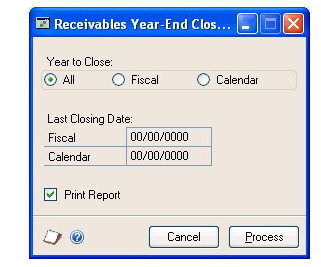 Receivables Year-End Clos...
Year to Close:
All Fiscal Calendar
Last Closing Date:
Fiscal 00/00/0000
Calendar 00/00/0000
Print Report
Cancel Process